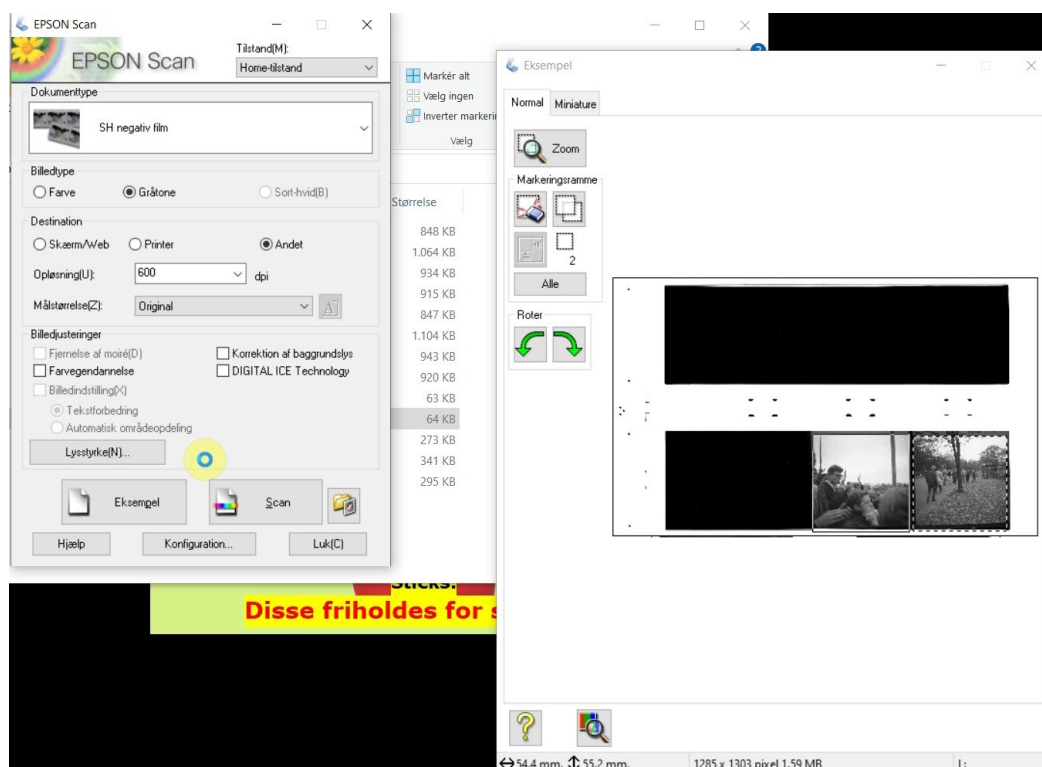 EPSON Scan
EPSON Scan
Tilstand(M):
Home-tilstand
Dokumenttype
SH negativ film
Billedtype
Farve
Gråtone
Sort-hvid(B)
Destination
Skærm/Web
Printer
Andet
Opløsning(U):
600
dpi
Målstørrelse(Z):
Original
Billedjusteringer
Fjernelse af moiré(D)
Korrektion af baggrundslys
Farvegendannelse
DIGITAL ICE Technology
Billedindstilling(X)
Tekstforbedring
Automatisk områdeopdeling
Lysstyrke(N)...
Eksempel
Scan
Hjælp
Konfiguration...
Luk(C)
Markér alt
Vælg ingen
Inverter markerin
Vælg
Størrelse
848 KB
1.064 KB
934 KB
915 KB
847 KB
1.104 KB
943 KB
920 KB
63 KB
64 KB
273 KB
341 KB
295 KB
Sticks.
Disse friholdes for s
Eksempel
Normal
Miniature
Zoom
Markeringsramme
2
Alle
Roter
54.4 mm. 55.2 mm.
1285 x 1303 pixel 1.59 MB
L: